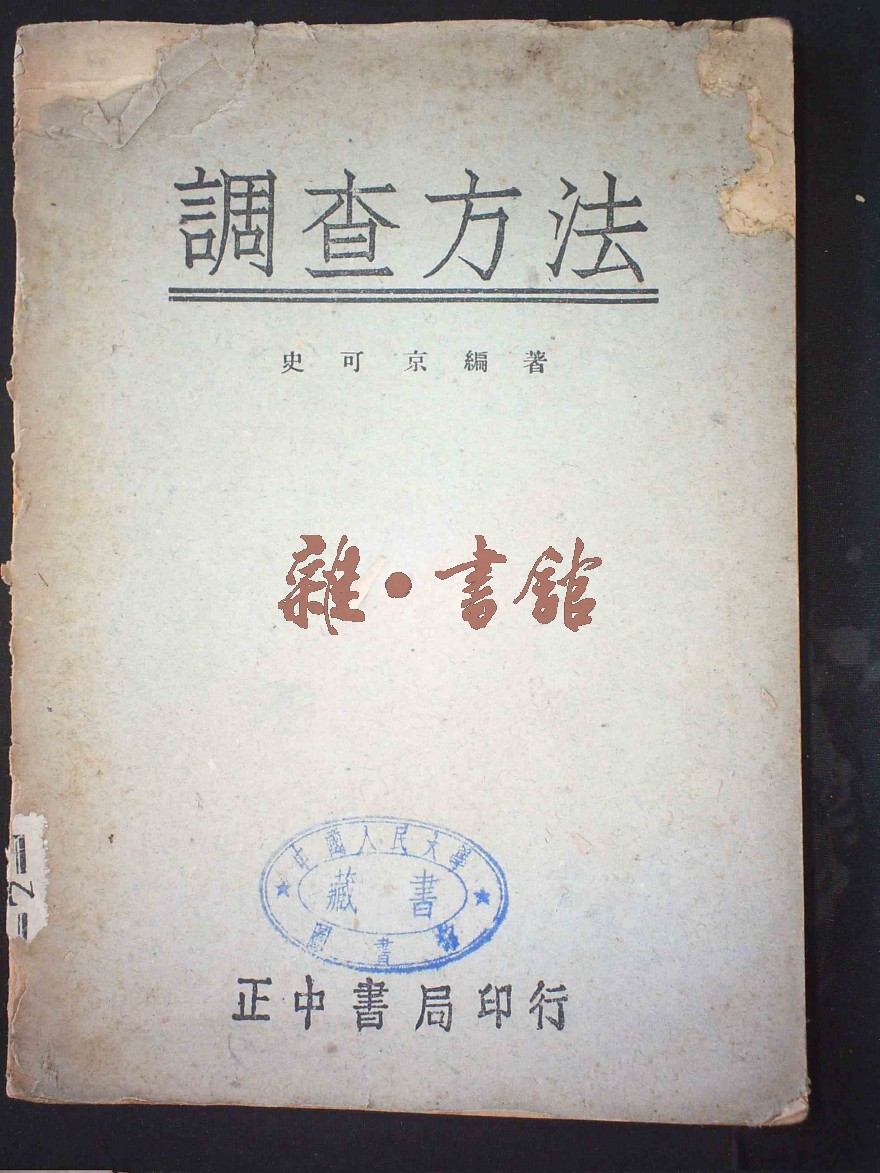 調查方法
史可京編著
雜·書館
中國人民大學
藏書
圖書館
正中書局印行